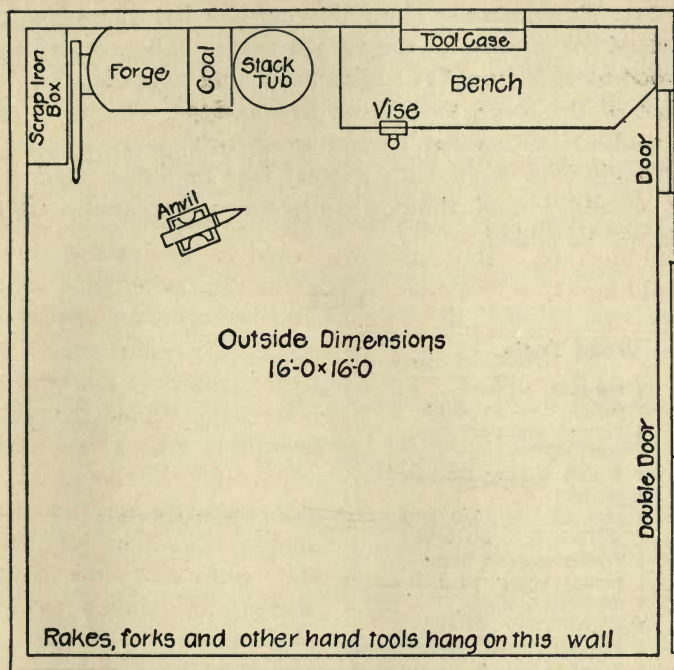 Scrap Iron
Box
Forge
Coal
Slack
Tub
Tool Case
Bench
Vise
Door
Anvil
Outside Dimensions
16'-0×16'-0
Double Door
Rakes, forks and other hand tools hang on this wall